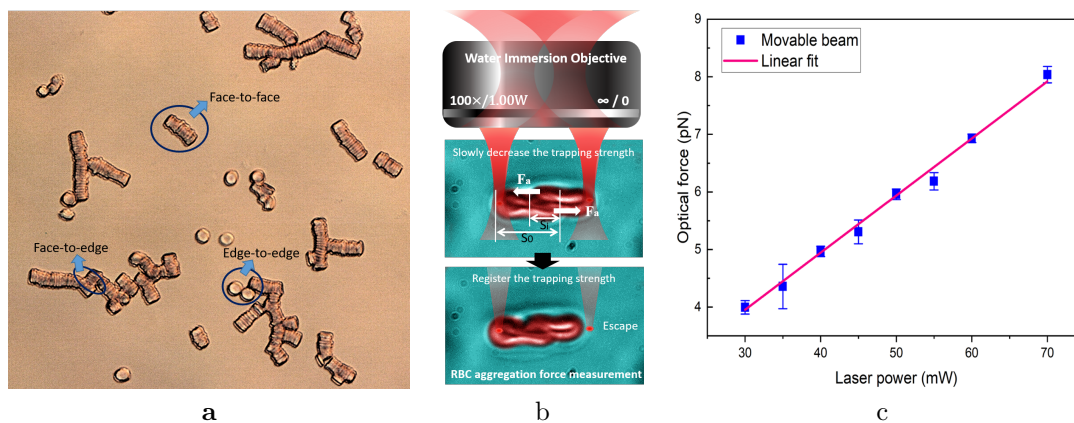 Face-to-face
Face-to-edge
Edge-to-edge
a
Water Immersion Objective
100×/1.00W ∞ / 0
Slowly decrease the trapping strength
Fa
Fa
Si
So
Register the trapping strength
Escape
RBC aggregation force measurement
b
Movable beam
Linear fit
Optical force (pN)
8
7
6
5
4
30 40 50 60 70
Laser power (mW)
c